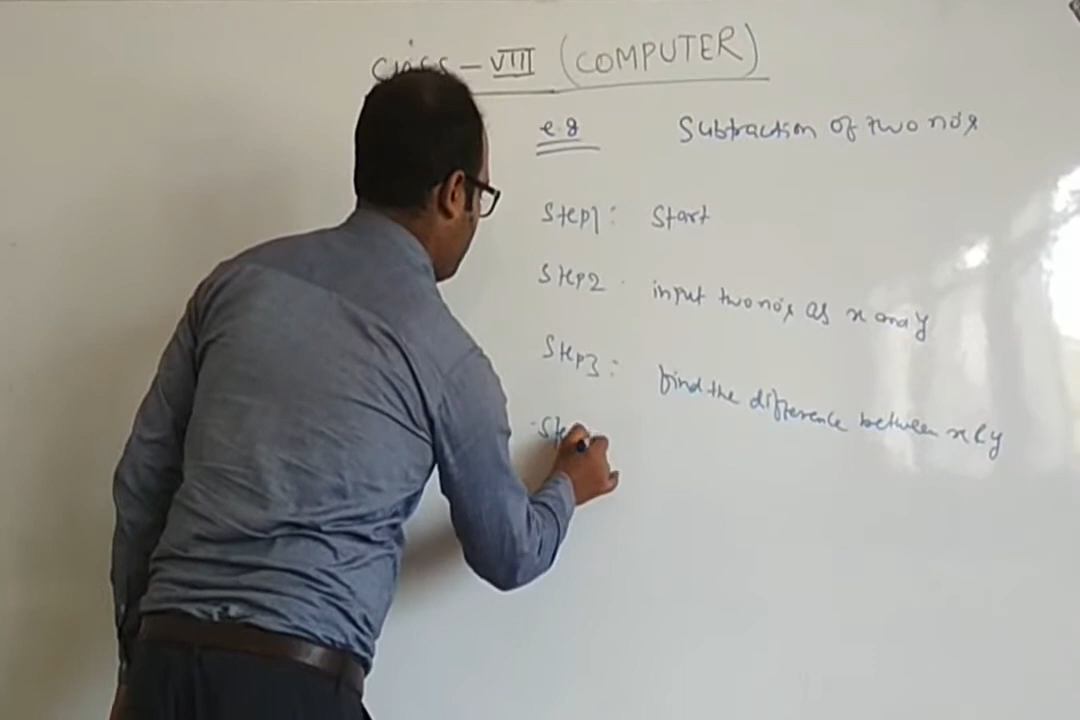 Class - VIII (COMPUTER)
e.g Subtraction of two no's
Step1: Start
Step2 input two no's as x and y
Step3: find the difference between x & y
Ste